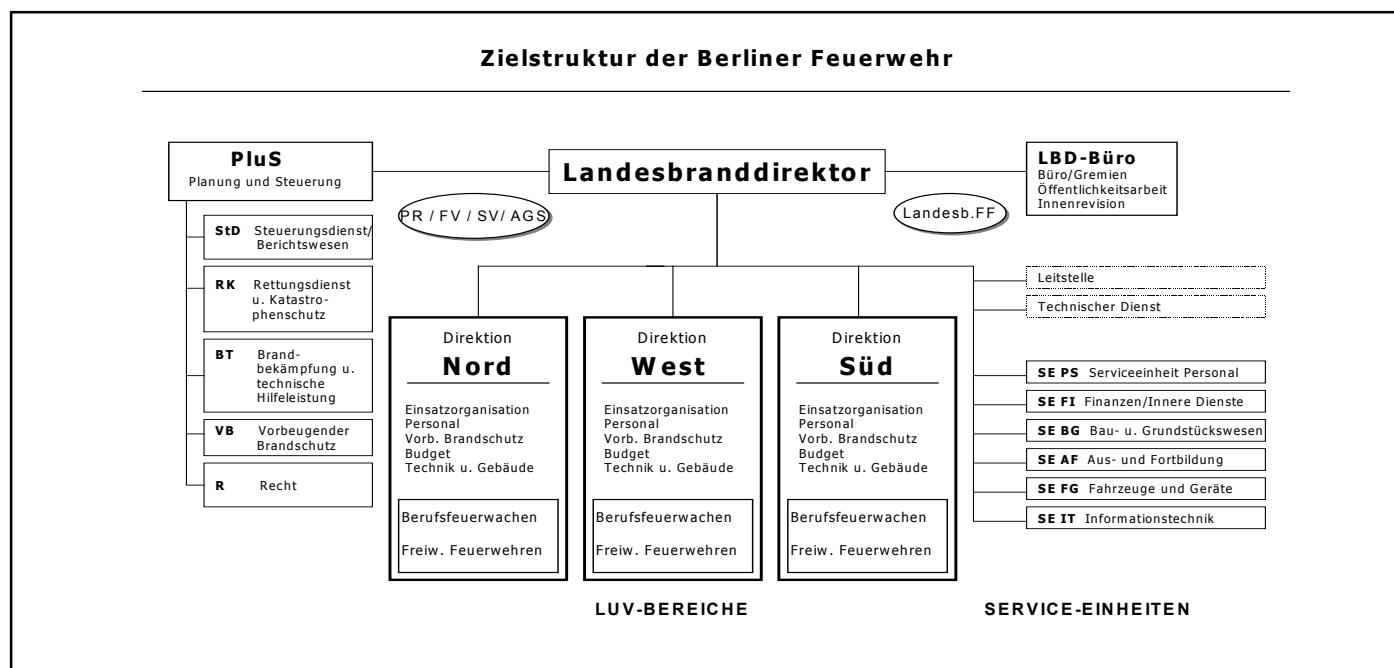 Zielstruktur der Berliner Feuerwehr
PluS
Planung und Steuerung
Landesbranddirektor
LBD-Büro
Büro/Gremien
Öffentlichkeitsarbeit
Innenrevision
PR / FV / SV/ AGS
Landesb.FF
StD Steuerungsdienst/
Berichtswesen
RK Rettungsdienst
u. Katastro-
phenschutz
BT Brand-
bekämpfung u.
technische
Hilfeleistung
VB Vorbeugender
Brandschutz
R Recht
Direktion
Nord
Einsatzorganisation
Personal
Vorb. Brandschutz
Budget
Technik u. Gebäude
Berufsfeuerwachen
Freiw. Feuerwehren
Direktion
West
Einsatzorganisation
Personal
Vorb. Brandschutz
Budget
Technik u. Gebäude
Berufsfeuerwachen
Freiw. Feuerwehren
Direktion
Süd
Einsatzorganisation
Personal
Vorb. Brandschutz
Budget
Technik u. Gebäude
Berufsfeuerwachen
Freiw. Feuerwehren
Leitstelle
Technischer Dienst
SE PS Serviceeinheit Personal
SE FI Finanzen/Innere Dienste
SE BG Bau- u. Grundstückswesen
SE AF Aus- und Fortbildung
SE FG Fahrzeuge und Geräte
SE IT Informationstechnik
LUV-BEREICHE
SERVICE-EINHEITEN